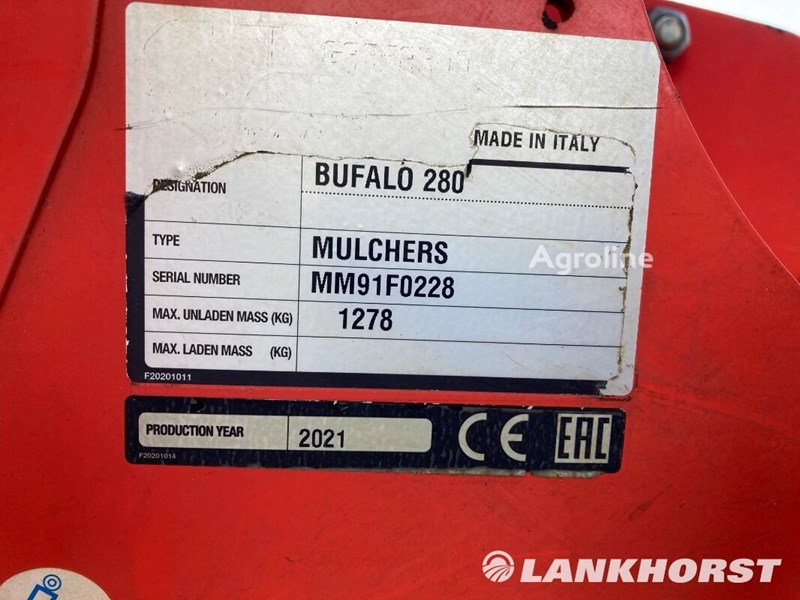 MADE IN ITALY
DESIGNATION BUFALO 280
TYPE MULCHERS
SERIAL NUMBER MM91F0228
MAX. UNLADEN MASS (KG) 1278
MAX. LADEN MASS (KG)
F20201011
PRODUCTION YEAR 2021 CE EAC
F20201014
Agroline
LANKHORST